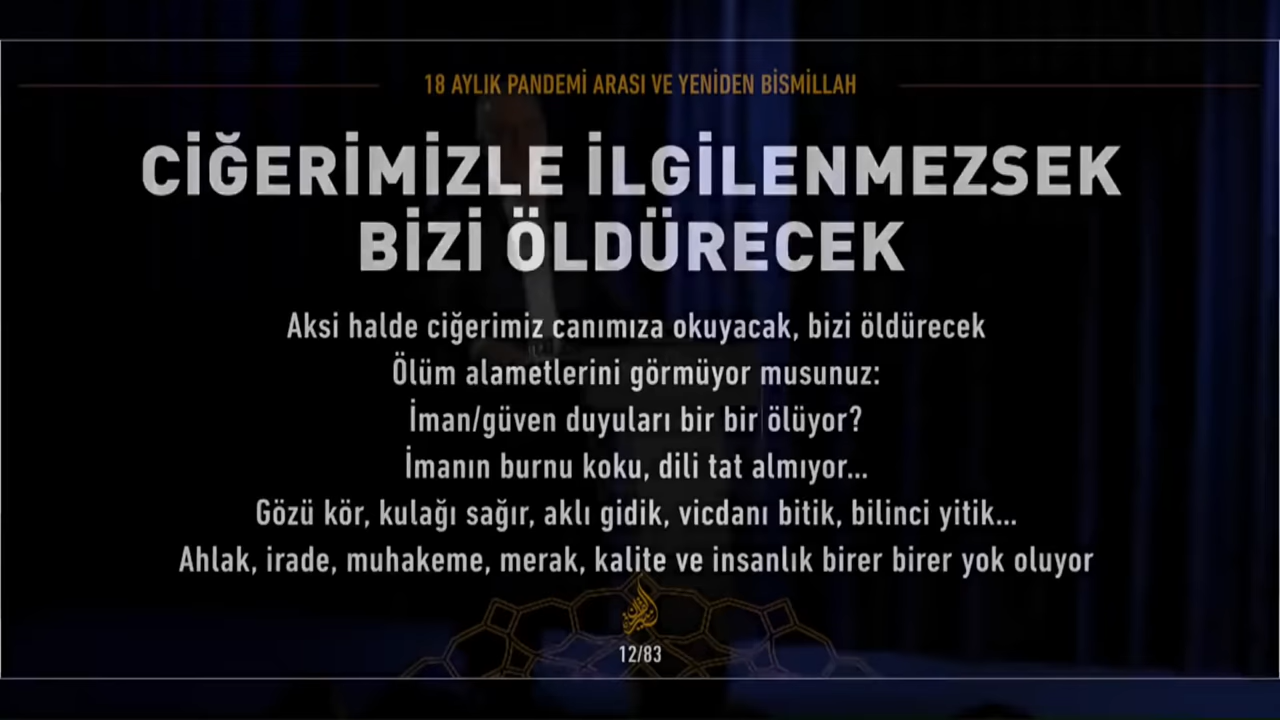 18 AYLIK PANDEMİ ARASI VE YENİDEN BİSMİLLAH
CİĞERİMİZLE İLGİLENMEZSEK
BİZİ ÖLDÜRECEK
Aksi halde ciğerimiz canımıza okuyacak, bizi öldürecek
Ölüm alametlerini görmüyor musunuz:
İman/güven duyuları bir bir ölüyor?
İmanın burnu koku, dili tat almıyor...
Gözü kör, kulağı sağır, aklı gidik, vicdanı bitik, bilinci yitik...
Ahlak, irade, muhakeme, merak, kalite ve insanlık birer birer yok oluyor
12/83